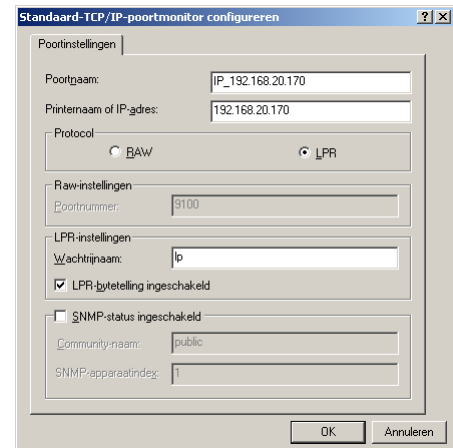 Standaard-TCP/IP-poortmonitor configureren
Poortinstellingen
Poortnaam: IP_192.168.20.170
Printernaam of IP-adres: 192.168.20.170
Protocol
RAW LPR
Raw-instellingen
Poortnummer: 9100
LPR-instellingen
Wachtrijnaam: lp
LPR-bytetelling ingeschakeld
SNMP-status ingeschakeld
Community-naam: public
SNMP-apparaatindex: 1
OK Annuleren